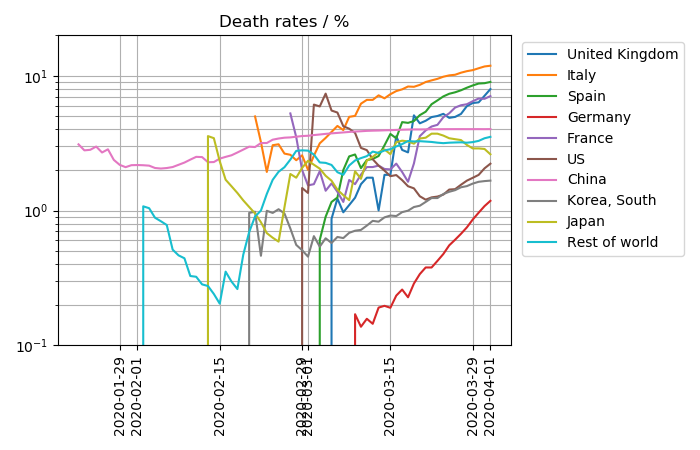 Death rates / %
10¹
10⁰
10⁻¹
2020-01-29
2020-02-01
2020-02-15
2020-02-29
2020-03-01
2020-03-15
2020-03-29
2020-04-01
United Kingdom
Italy
Spain
Germany
France
US
China
Korea, South
Japan
Rest of world